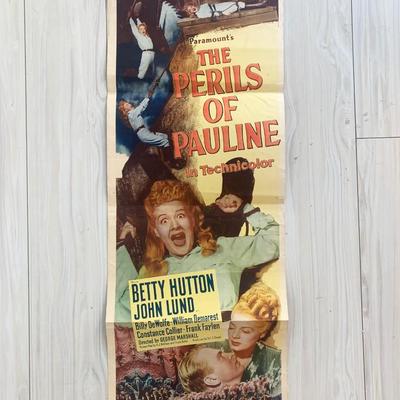 Paramount's
THE
PERILS
OF
PAULINE
in Technicolor
BETTY HUTTON
JOHN LUND
Billy DeWolfe · William Demarest
Constance Collier · Frank Faylen
Directed by GEORGE MARSHALL